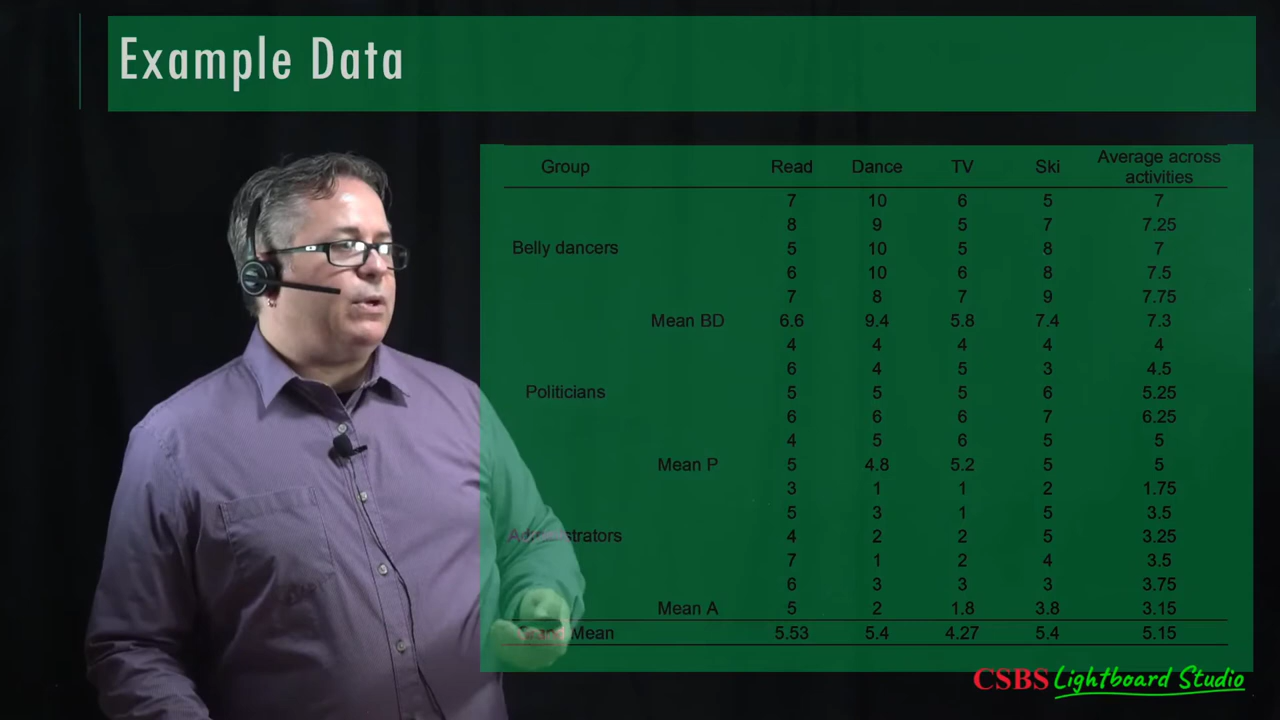 Example Data
Group Read Dance TV Ski Average across activities
7 10 6 5 7
8 9 5 7 7.25
Belly dancers 5 10 5 8 7
6 10 6 8 7.5
7 8 7 9 7.75
Mean BD 6.6 9.4 5.8 7.4 7.3
4 4 4 4 4
6 4 5 3 4.5
Politicians 5 5 5 6 5.25
6 6 6 7 6.25
4 5 6 5 5
Mean P 5 4.8 5.2 5 5
3 1 1 2 1.75
5 3 1 5 3.5
Administrators 4 2 2 5 3.25
7 1 2 4 3.5
6 3 3 3 3.75
Mean A 5 2 1.8 3.8 3.15
Grand Mean 5.53 5.4 4.27 5.4 5.15
CSBS Lightboard Studio